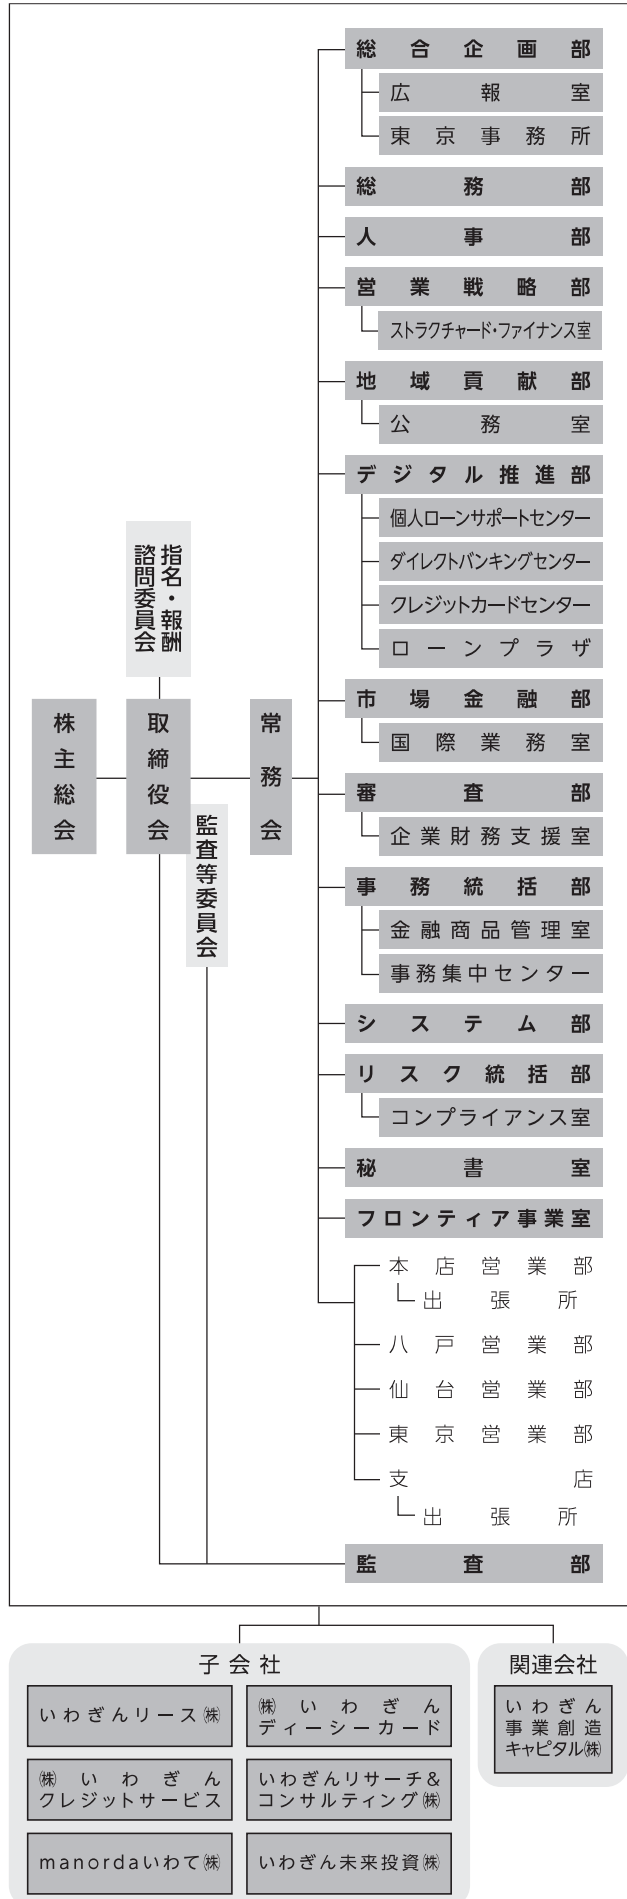 総合企画部
広報室
東京事務所
総務部
人事部
営業戦略部
ストラクチャード・ファイナンス室
地域貢献部
公務室
デジタル推進部
個人ローンサポートセンター
ダイレクトバンキングセンター
クレジットカードセンター
ローンプラザ
市場金融部
国際業務室
審査部
企業財務支援室
事務統括部
金融商品管理室
事務集中センター
システム部
リスク統括部
コンプライアンス室
秘書室
フロンティア事業室
本店営業部
出張所
八戸営業部
仙台営業部
東京営業部
支店
出張所
監査部
指名・報酬
諮問委員会
株主総会
取締役会
常務会
監査等委員会
子会社
いわぎんリース㈱
㈱いわぎん
ディーシーカード
㈱いわぎん
クレジットサービス
いわぎんリサーチ&
コンサルティング㈱
manordaいわて㈱
いわぎん未来投資㈱
関連会社
いわぎん
事業創造
キャピタル㈱